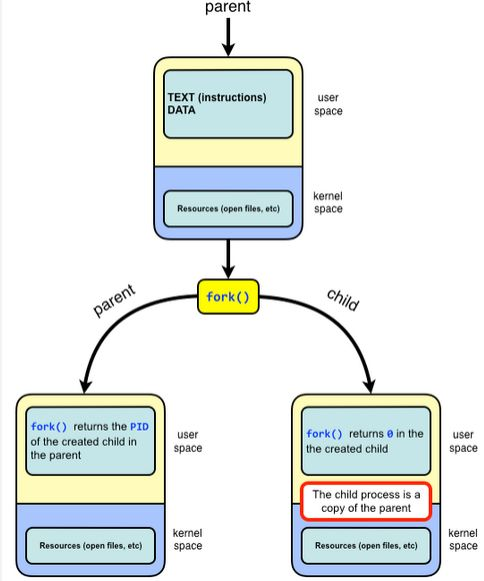 parent
TEXT (instructions)
DATA
user
space
Resources (open files, etc)
kernel
space
fork()
parent
child
fork() returns the PID
of the created child in
the parent
user
space
Resources (open files, etc)
kernel
space
fork() returns 0 in the
the created child
user
space
The child process is a
copy of the parent
Resources (open files, etc)
kernel
space